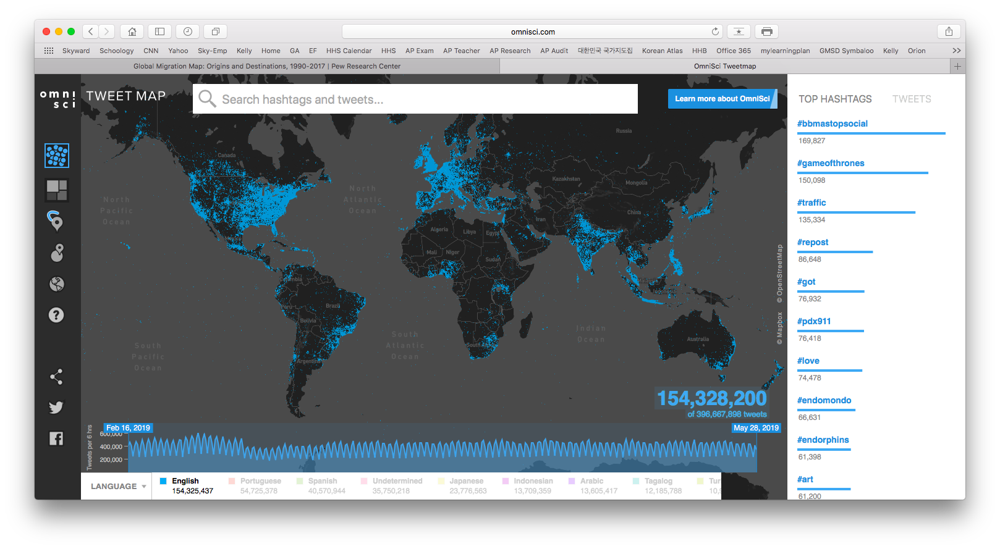 omnisci.com
Skyward Schoology CNN Yahoo Sky-Emp Kelly Home GA EF HHS Calendar HHS AP Exam AP Teacher AP Research AP Audit 대한민국 국가지도집 Korean Atlas HHB Office 365 mylearningplan GMSD Symbaloo Kelly Orion
Global Migration Map: Origins and Destinations, 1990-2017 | Pew Research Center
OmniSci Tweetmap
omni
sci
TWEET MAP
Search hashtags and tweets...
Learn more about OmniSci
Russia
Canada
Kazakhstan
Mongolia
North
Atlantic
Ocean
North
Pacific
Ocean
China
Iran
Algeria
Libya
Egypt
Mexico
Mali
Niger
Sudan
Colombia
Peru
Brazil
Bolivia
Indonesia
Australia
South
Atlantic
Ocean
Indian
Ocean
South
Pacific
Ocean
Argentina
© Mapbox © OpenStreetMap
154,328,200
of 396,667,898 tweets
Feb 16, 2019
May 28, 2019
Tweets per 6 hrs
600,000
400,000
200,000
LANGUAGE
English
154,325,437
Portuguese
54,725,378
Spanish
40,570,944
Undetermined
35,750,218
Japanese
23,776,563
Indonesian
13,709,359
Arabic
13,605,417
Tagalog
12,185,788
TOP HASHTAGS
TWEETS
#bbmastopsocial
169,827
#gameofthrones
150,098
#traffic
135,334
#repost
86,648
#got
76,932
#pdx911
76,418
#love
74,478
#endomondo
66,631
#endorphins
61,398
#art
61,200